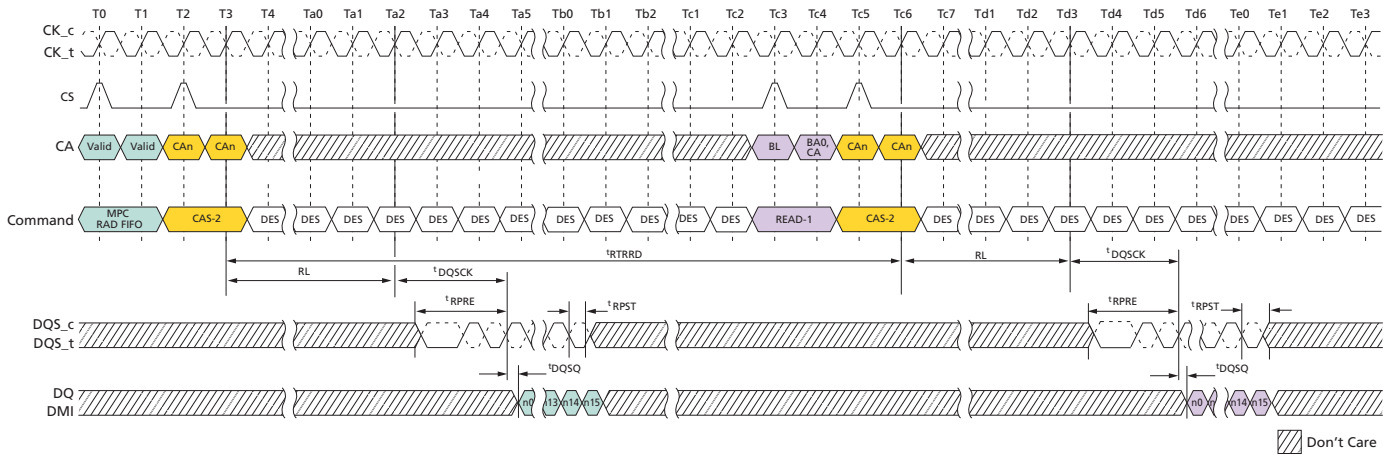 T0 T1 T2 T3 T4 Ta0 Ta1 Ta2 Ta3 Ta4 Ta5 Tb0 Tb1 Tb2 Tc1 Tc2 Tc3 Tc4 Tc5 Tc6 Tc7 Td1 Td2 Td3 Td4 Td5 Td6 Te0 Te1 Te2 Te3
CK_c
CK_t
CS
CA Valid Valid CAn CAn BL BA0, CA CAn CAn
Command MPC RAD FIFO CAS-2 DES DES DES DES DES DES DES DES DES DES DES DES READ-1 CAS-2 DES DES DES DES DES DES DES DES DES DES DES
tRTRRD
RL tDQSCK RL tDQSCK
tRPRE tRPST tRPRE tRPST
DQS_c
DQS_t
tDQSQ tDQSQ
DQ
DMI
n0 n13 n14 n15 n0 n n14 n15
Don't Care